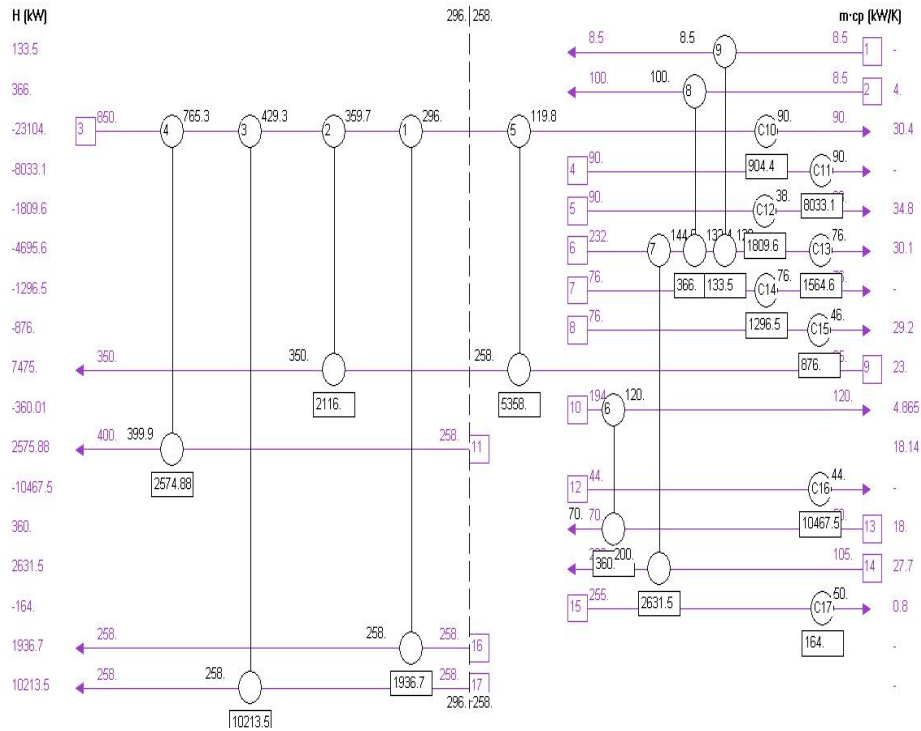 H (kW) 296. 258. m·cp (kW/K)
133.5 8.5 8.5 9 8.5 1 -
366. 100. 100. 8 8.5 2 4.
-23104. 3 850. 4 765.3 3 429.3 2 359.7 1 296. 5 119.8 C10 90. 90. 30.4
904.4
-8033.1 4 90. C11 90. -
8033.1
-1809.6 5 90. C12 38. 34.8
1809.6
-4695.6 6 232. 7 C13 76. 30.1
366. 133.5 1564.6
-1296.5 7 76. C14 76. -
1296.5
-876. 8 76. C15 46. 29.2
876.
7475. 350. 350. 258. 9 23.
2116. 5358.
-360.01 10 194. 6 120. 120. 4.865
2575.88 400. 399.9 258. 11 18.14
2574.88
-10467.5 12 44. C16 44. -
10467.5
360. 70. 70. 13 18.
360. 200.
2631.5 105. 14 27.7
2631.5
-164. 15 255. C17 50. 0.8
164.
1936.7 258. 258. 258. 16 -
1936.7
10213.5 258. 258. 258. 17 -
10213.5
296. 258.